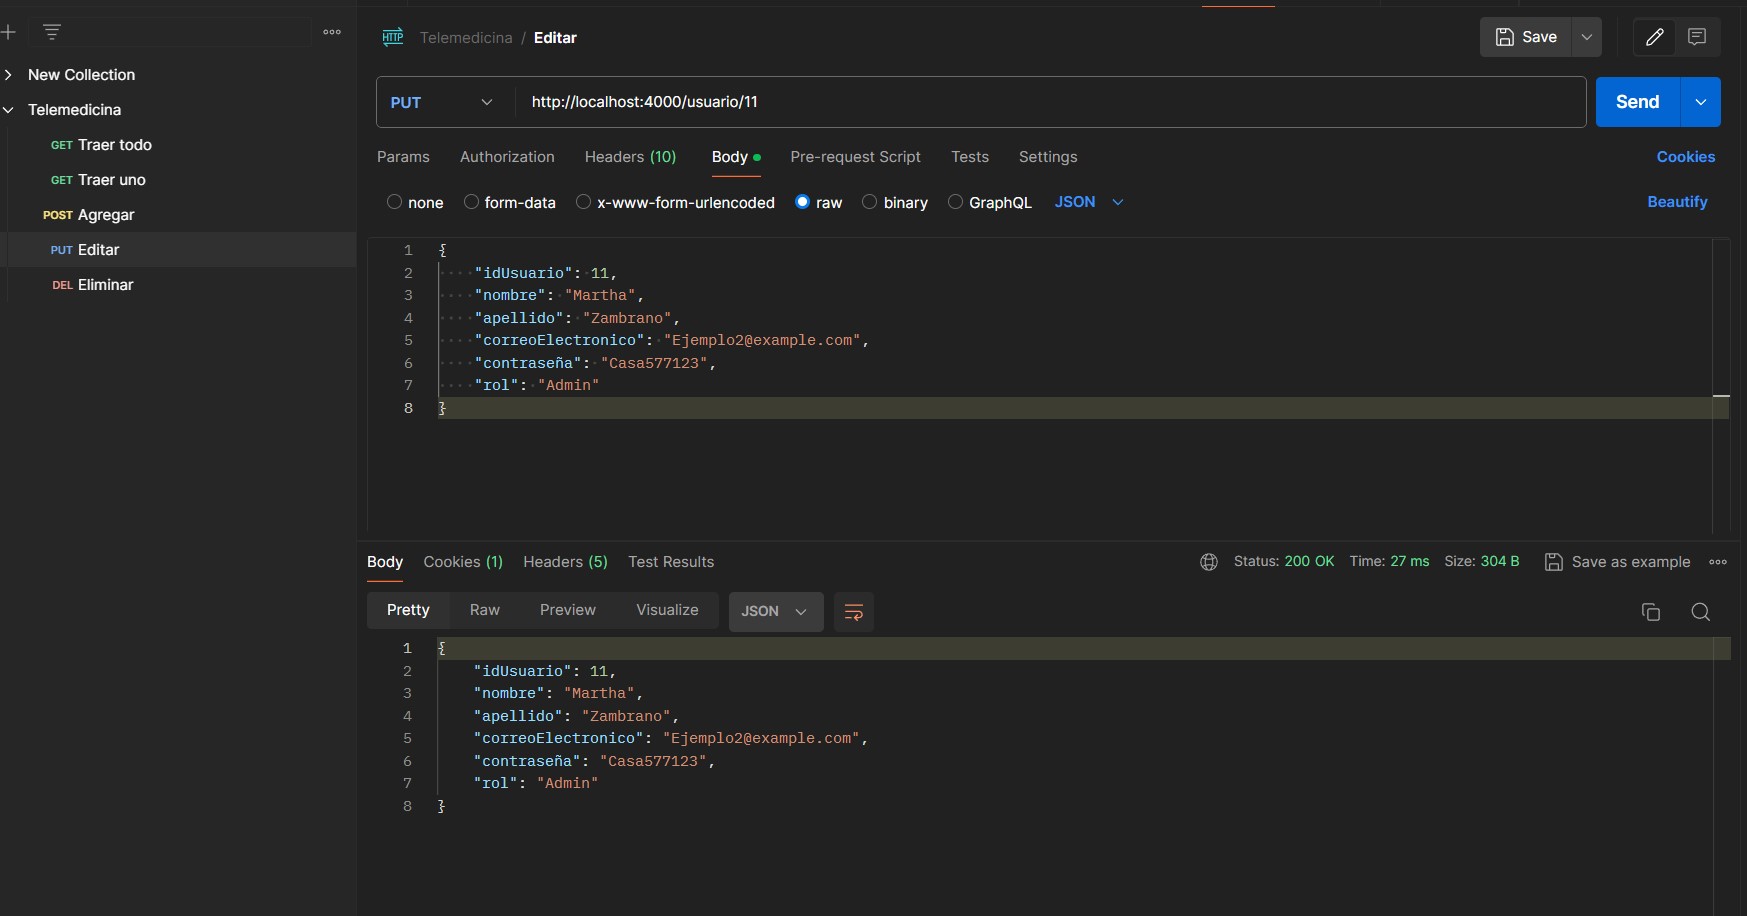 New Collection
Telemedicina
GET Traer todo
GET Traer uno
POST Agregar
PUT Editar
DEL Eliminar
HTTP Telemedicina / Editar
Save
PUT http://localhost:4000/usuario/11
Send
Params Authorization Headers (10) Body Pre-request Script Tests Settings Cookies
none form-data x-www-form-urlencoded raw binary GraphQL JSON Beautify
1 {
2 "idUsuario": 11,
3 "nombre": "Martha",
4 "apellido": "Zambrano",
5 "correoElectronico": "Ejemplo2@example.com",
6 "contraseña": "Casa577123",
7 "rol": "Admin"
8 }
Body Cookies (1) Headers (5) Test Results Status: 200 OK Time: 27 ms Size: 304 B Save as example
Pretty Raw Preview Visualize JSON
1 {
2 "idUsuario": 11,
3 "nombre": "Martha",
4 "apellido": "Zambrano",
5 "correoElectronico": "Ejemplo2@example.com",
6 "contraseña": "Casa577123",
7 "rol": "Admin"
8 }